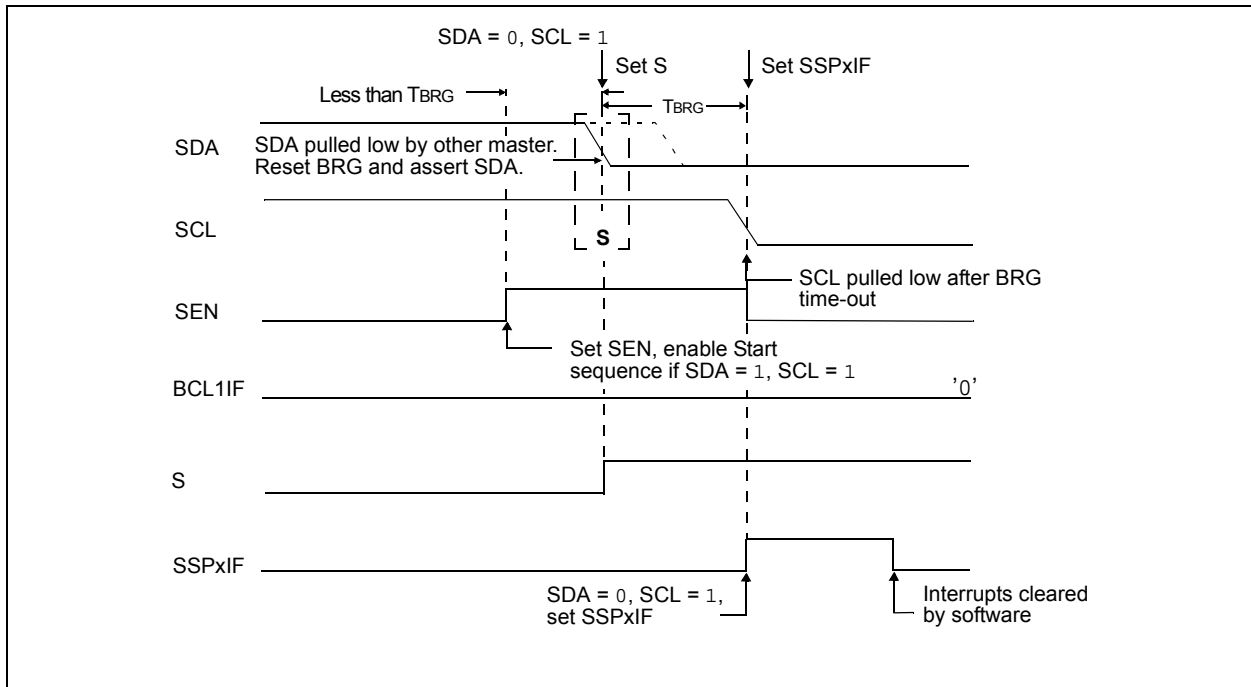 SDA = 0, SCL = 1
Set S
Set SSPxIF
Less than TBRG
TBRG
SDA
SDA pulled low by other master.
Reset BRG and assert SDA.
SCL
S
SCL pulled low after BRG
time-out
SEN
Set SEN, enable Start
sequence if SDA = 1, SCL = 1
BCL1IF
'0'
S
SSPxIF
SDA = 0, SCL = 1,
set SSPxIF
Interrupts cleared
by software